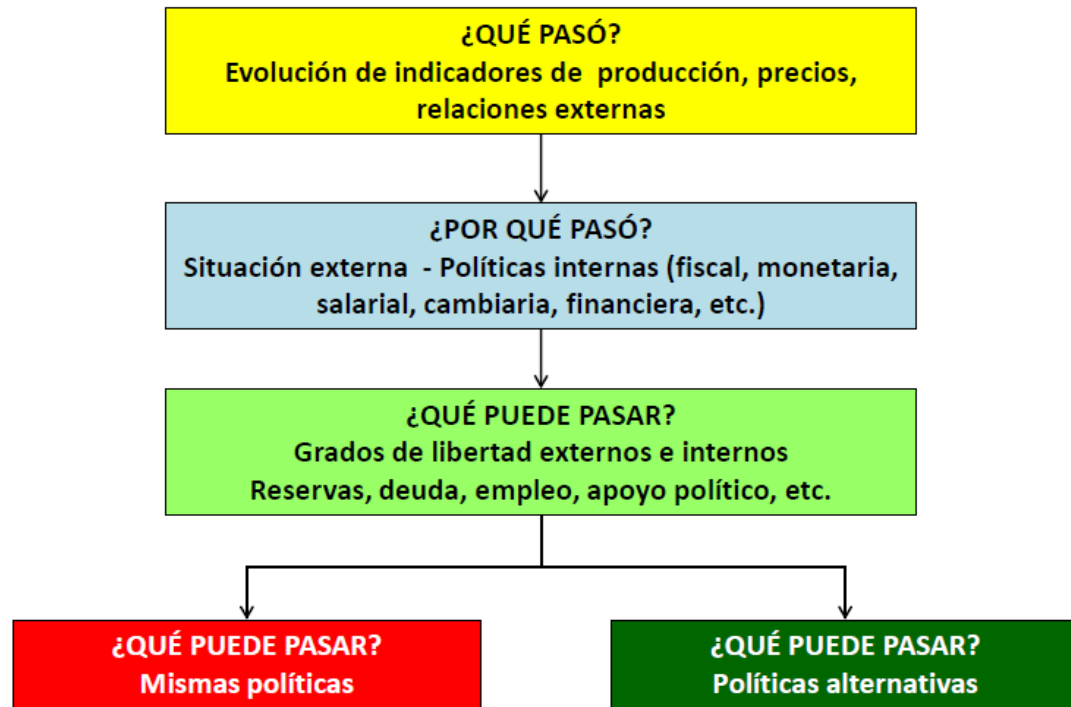 ¿QUÉ PASÓ?
Evolución de indicadores de producción, precios,
relaciones externas
¿POR QUÉ PASÓ?
Situación externa - Políticas internas (fiscal, monetaria,
salarial, cambiaria, financiera, etc.)
¿QUÉ PUEDE PASAR?
Grados de libertad externos e internos
Reservas, deuda, empleo, apoyo político, etc.
¿QUÉ PUEDE PASAR?
Mismas políticas
¿QUÉ PUEDE PASAR?
Políticas alternativas